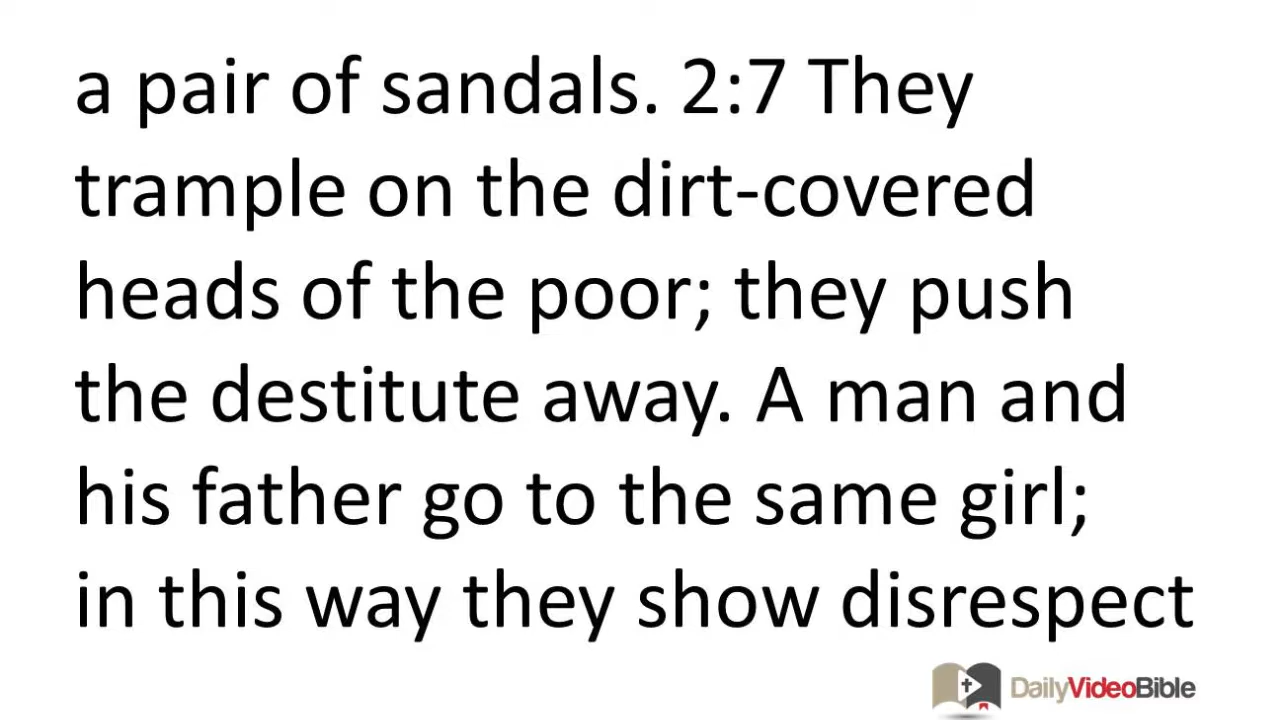 a pair of sandals. 2:7 They
trample on the dirt-covered
heads of the poor; they push
the destitute away. A man and
his father go to the same girl;
in this way they show disrespect
DailyVideoBible